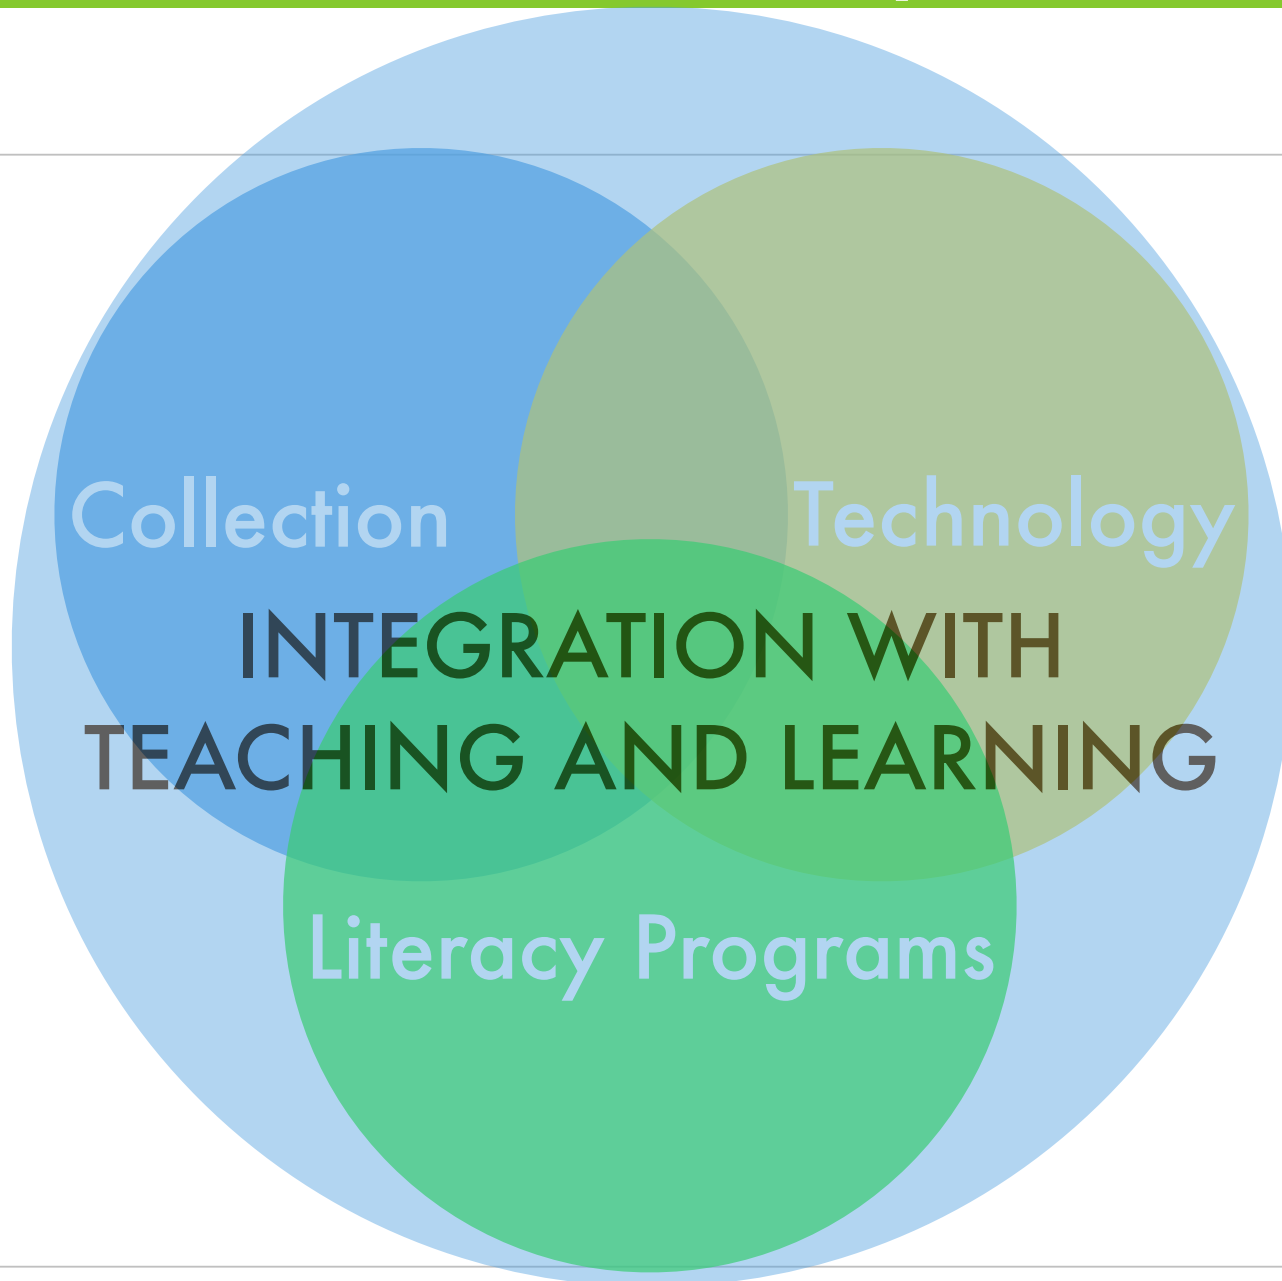 Collection
Technology
INTEGRATION WITH
TEACHING AND LEARNING
Literacy Programs